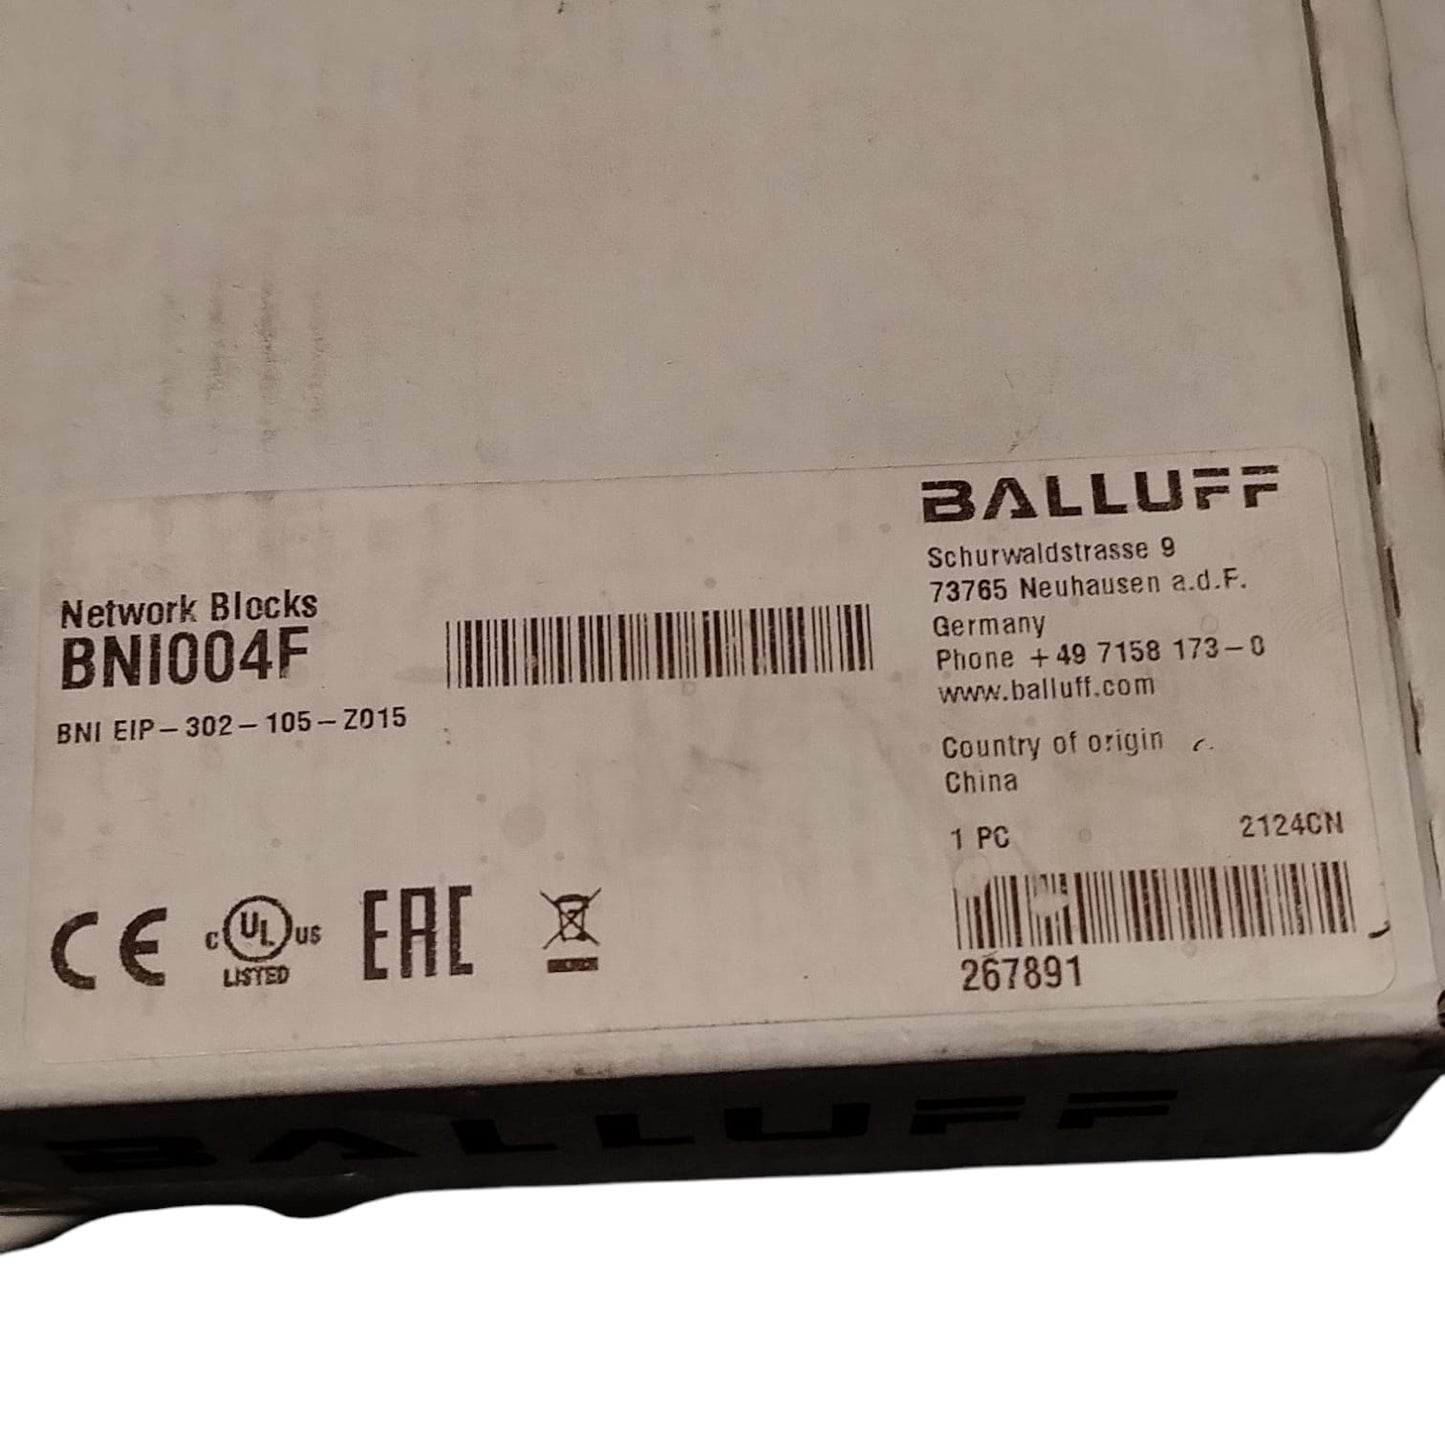 BALLUFF
Schurwaldstrasse 9
73765 Neuhausen a.d.F.
Germany
Phone +49 7158 173-0
www.balluff.com
Country of origin
China
1 PC 2124CN
267891
Network Blocks
BNI004F
BNI EIP-302-105-Z015
CE
C UL US
LISTED
EAC
BALLUFF